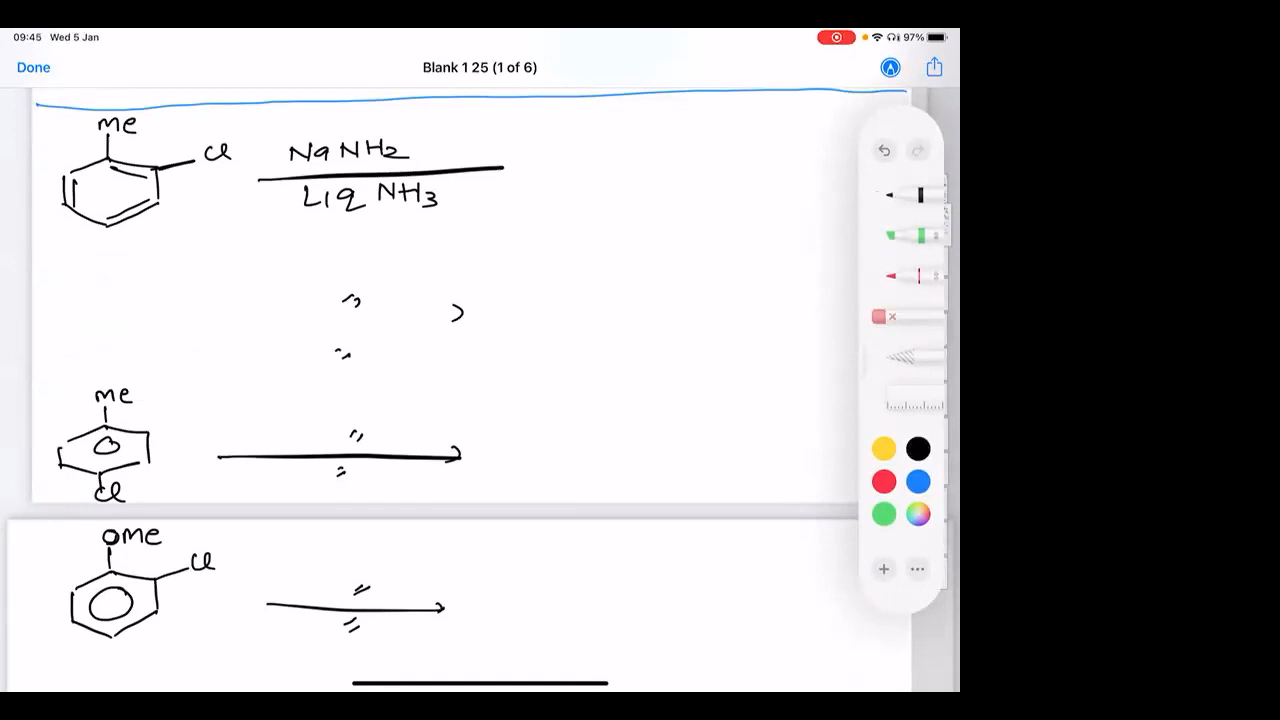 09:45 Wed 5 Jan
97%
Done
Blank 1 25 (1 of 6)
Me
Cl
NaNH2
Liq NH3
"
"
Me
"
"
Cl
OMe
Cl
"
"